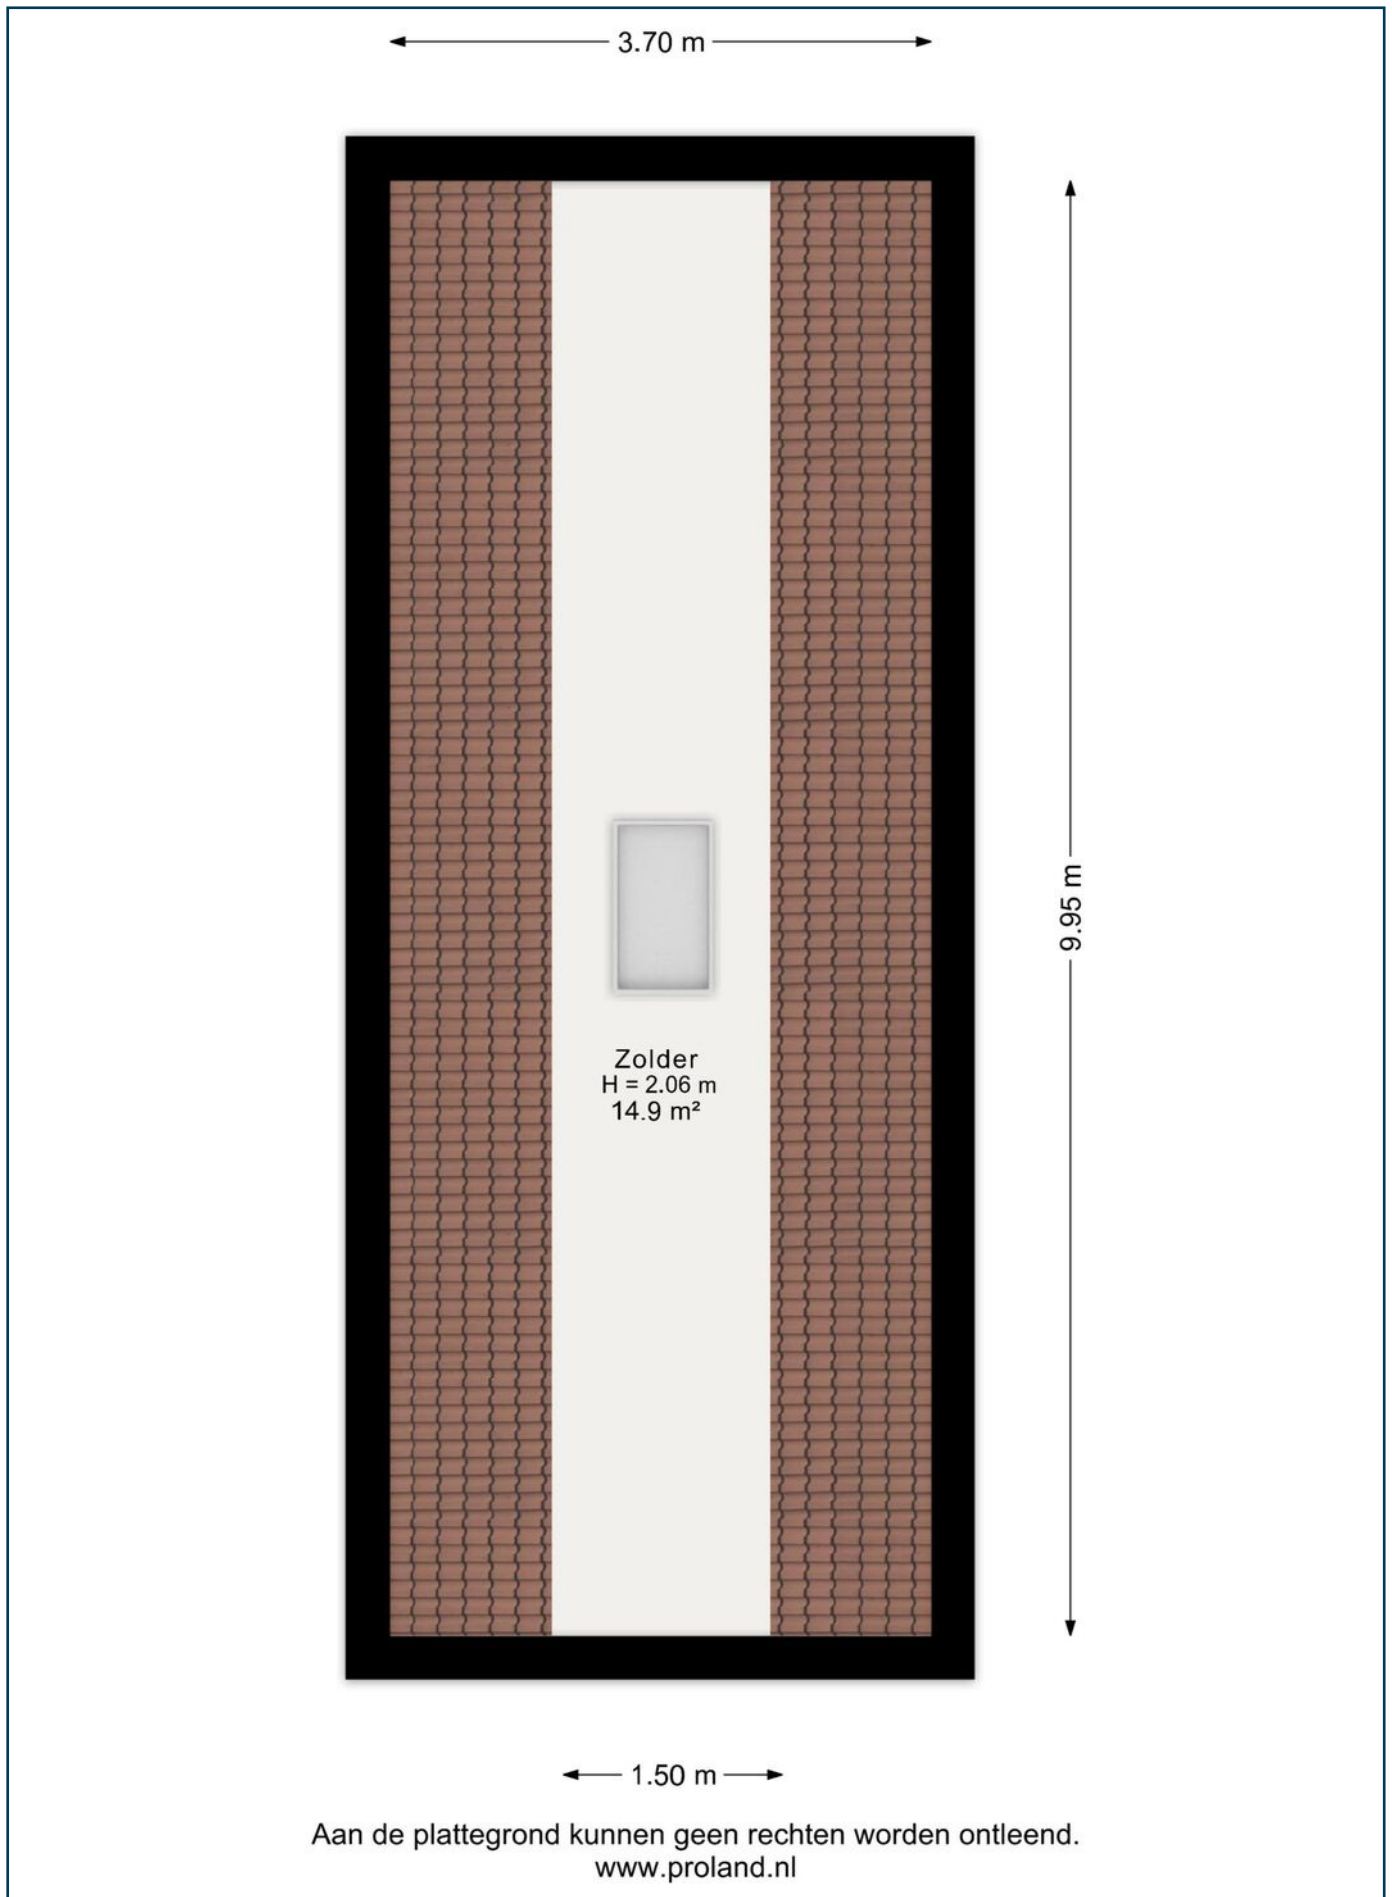 3.70 m
9.95 m
Zolder
H = 2.06 m
14.9 m²
1.50 m
Aan de plattegrond kunnen geen rechten worden ontleend.
www.proland.nl